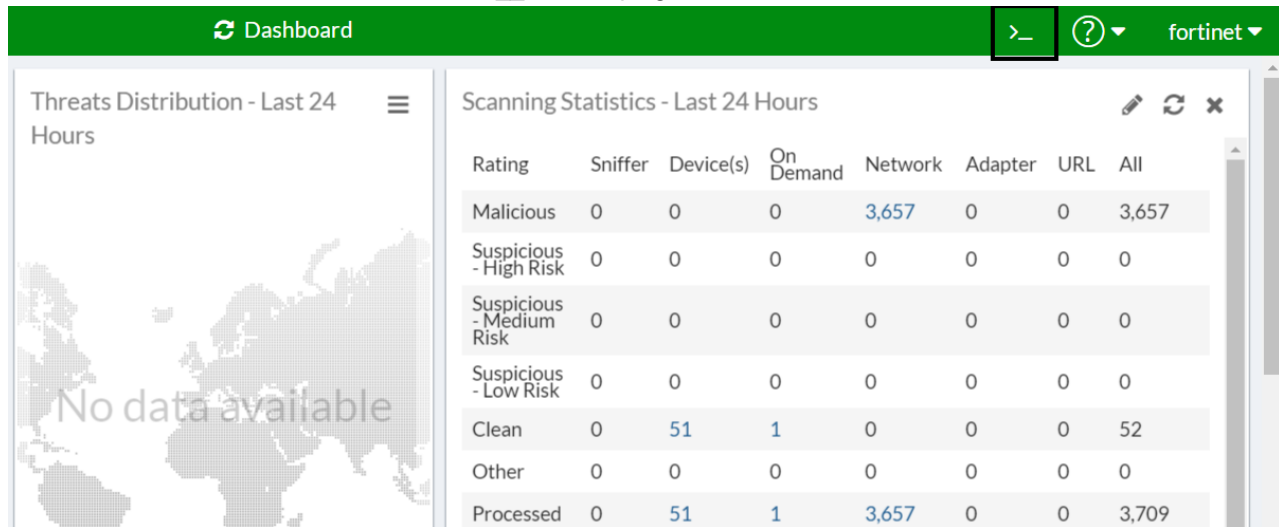 Dashboard
>_
?
fortinet
Threats Distribution - Last 24
Hours
No data available
Scanning Statistics - Last 24 Hours
Rating Sniffer Device(s) On Demand Network Adapter URL All
Malicious 0 0 0 3,657 0 0 3,657
Suspicious - High Risk 0 0 0 0 0 0 0
Suspicious - Medium Risk 0 0 0 0 0 0 0
Suspicious - Low Risk 0 0 0 0 0 0 0
Clean 0 51 1 0 0 0 52
Other 0 0 0 0 0 0 0
Processed 0 51 1 3,657 0 0 3,709